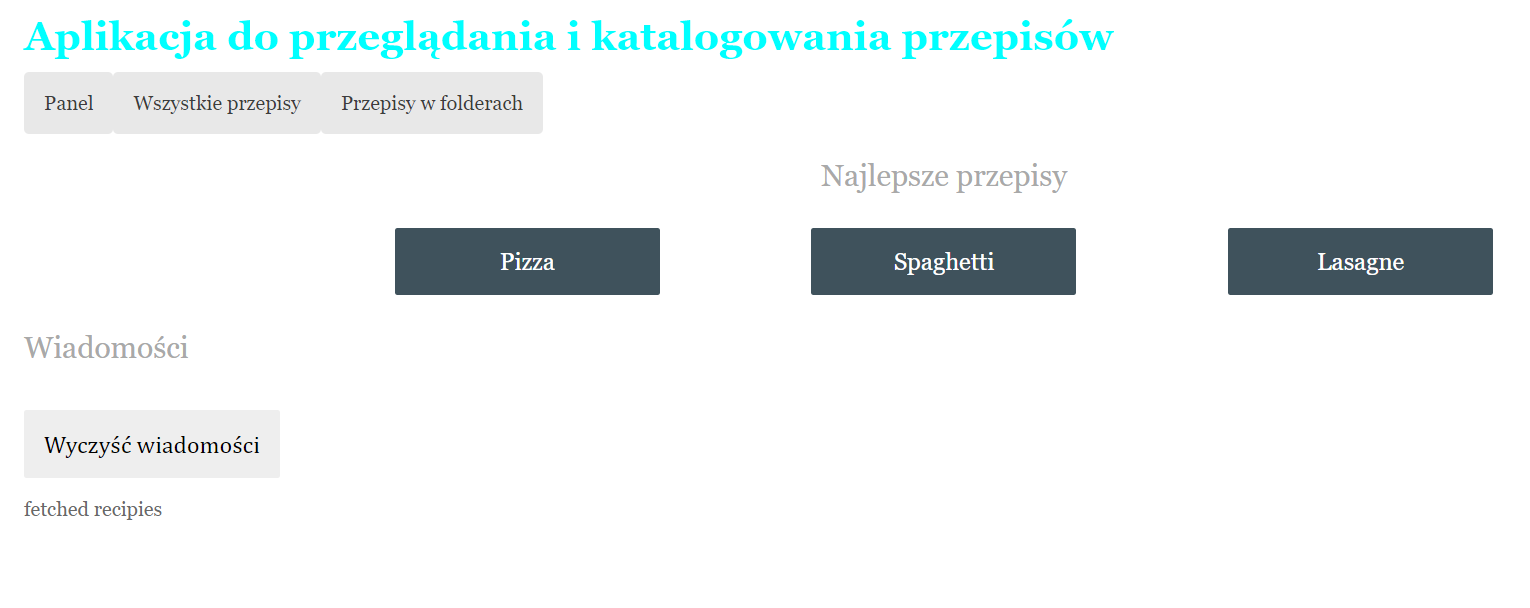 Aplikacja do przeglądania i katalogowania przepisów
Panel Wszystkie przepisy Przepisy w folderach
Najlepsze przepisy
Pizza Spaghetti Lasagne
Wiadomości
Wyczyść wiadomości
fetched recipies